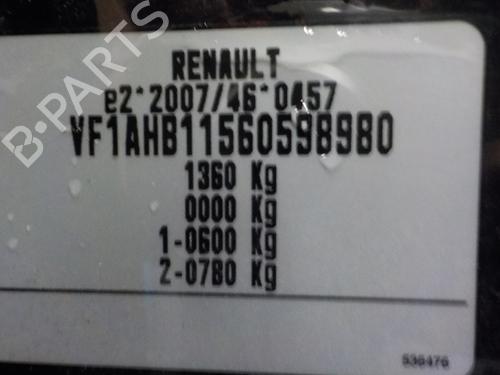 RENAULT
e2*2007/46*0457
VF1AHB11560598980
1360 Kg
0000 Kg
1-0600 Kg
2-0780 Kg
536476
B-PARTS